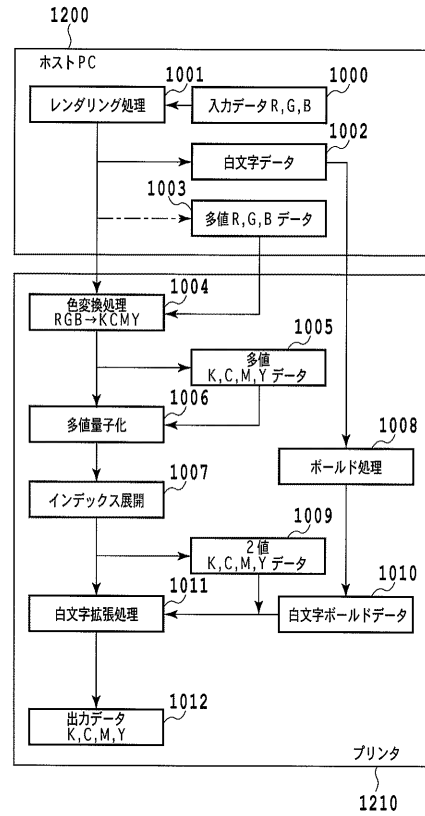 1200
ホストPC
1001
1000
レンダリング処理
入力データR,G,B
1002
白文字データ
1003
多値R,G,Bデータ
1004
色変換処理
RGB→KCMY
1005
多値
K,C,M,Yデータ
1006
多値量子化
1008
ボールド処理
1007
インデックス展開
1009
2値
K,C,M,Yデータ
1011
1010
白文字拡張処理
白文字ボールドデータ
1012
出力データ
K,C,M,Y
プリンタ
1210